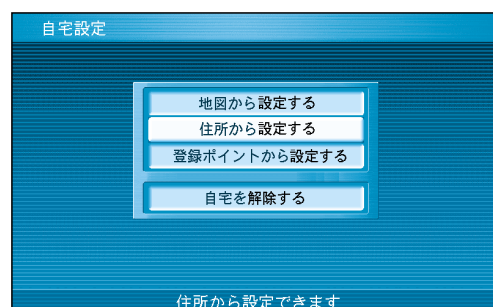 自宅設定
地図から設定する
住所から設定する
登録ポイントから設定する
自宅を解除する
住所から設定できます